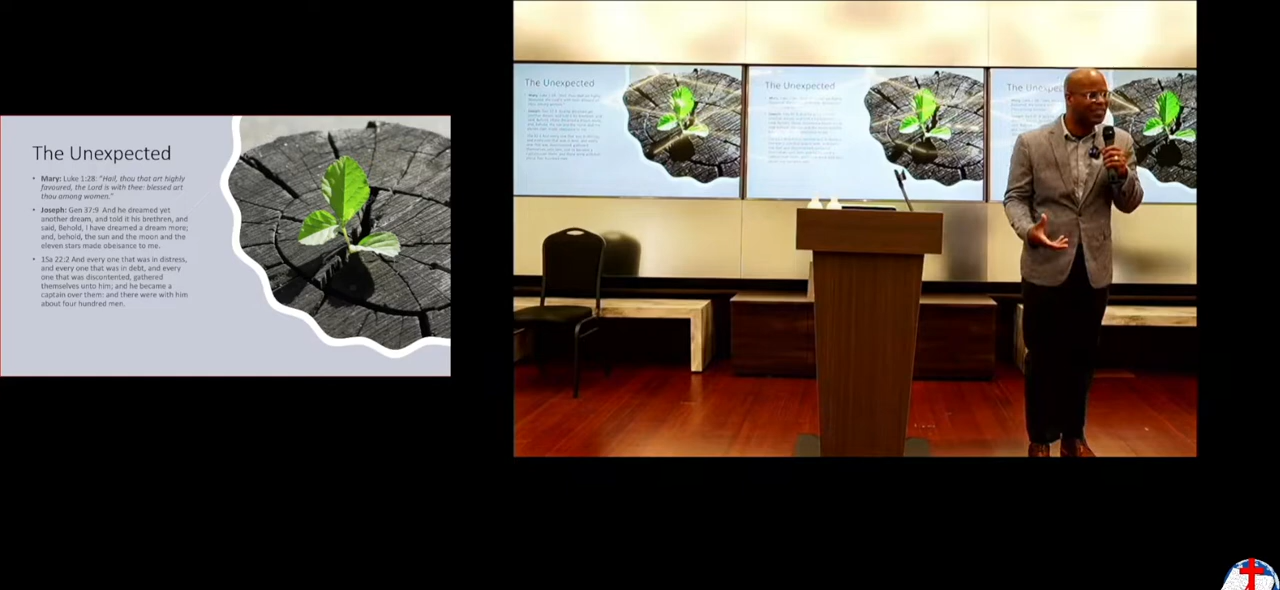 The Unexpected
• Mary: Luke 1:28: "Hail, thou that art highly
favoured, the Lord is with thee: blessed art
thou among women."
• Joseph: Gen 37:9 And he dreamed yet
another dream, and told it his brethren, and
said, Behold, I have dreamed a dream more;
and, behold, the sun and the moon and the
eleven stars made obeisance to me.
• 1Sa 22:2 And every one that was in distress,
and every one that was in debt, and every
one that was discontented, gathered
themselves unto him; and he became a
captain over them: and there were with him
about four hundred men.
The Unexpected
The Unexpected
The Unexpected